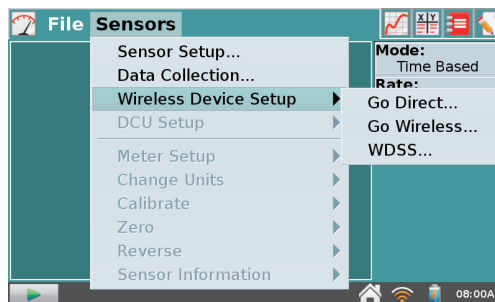 File Sensors
Sensor Setup...
Data Collection...
Wireless Device Setup
DCU Setup
Meter Setup
Change Units
Calibrate
Zero
Reverse
Sensor Information
Go Direct...
Go Wireless...
WDSS...
X Y
Mode:
Time Based
Rate:
08:00A